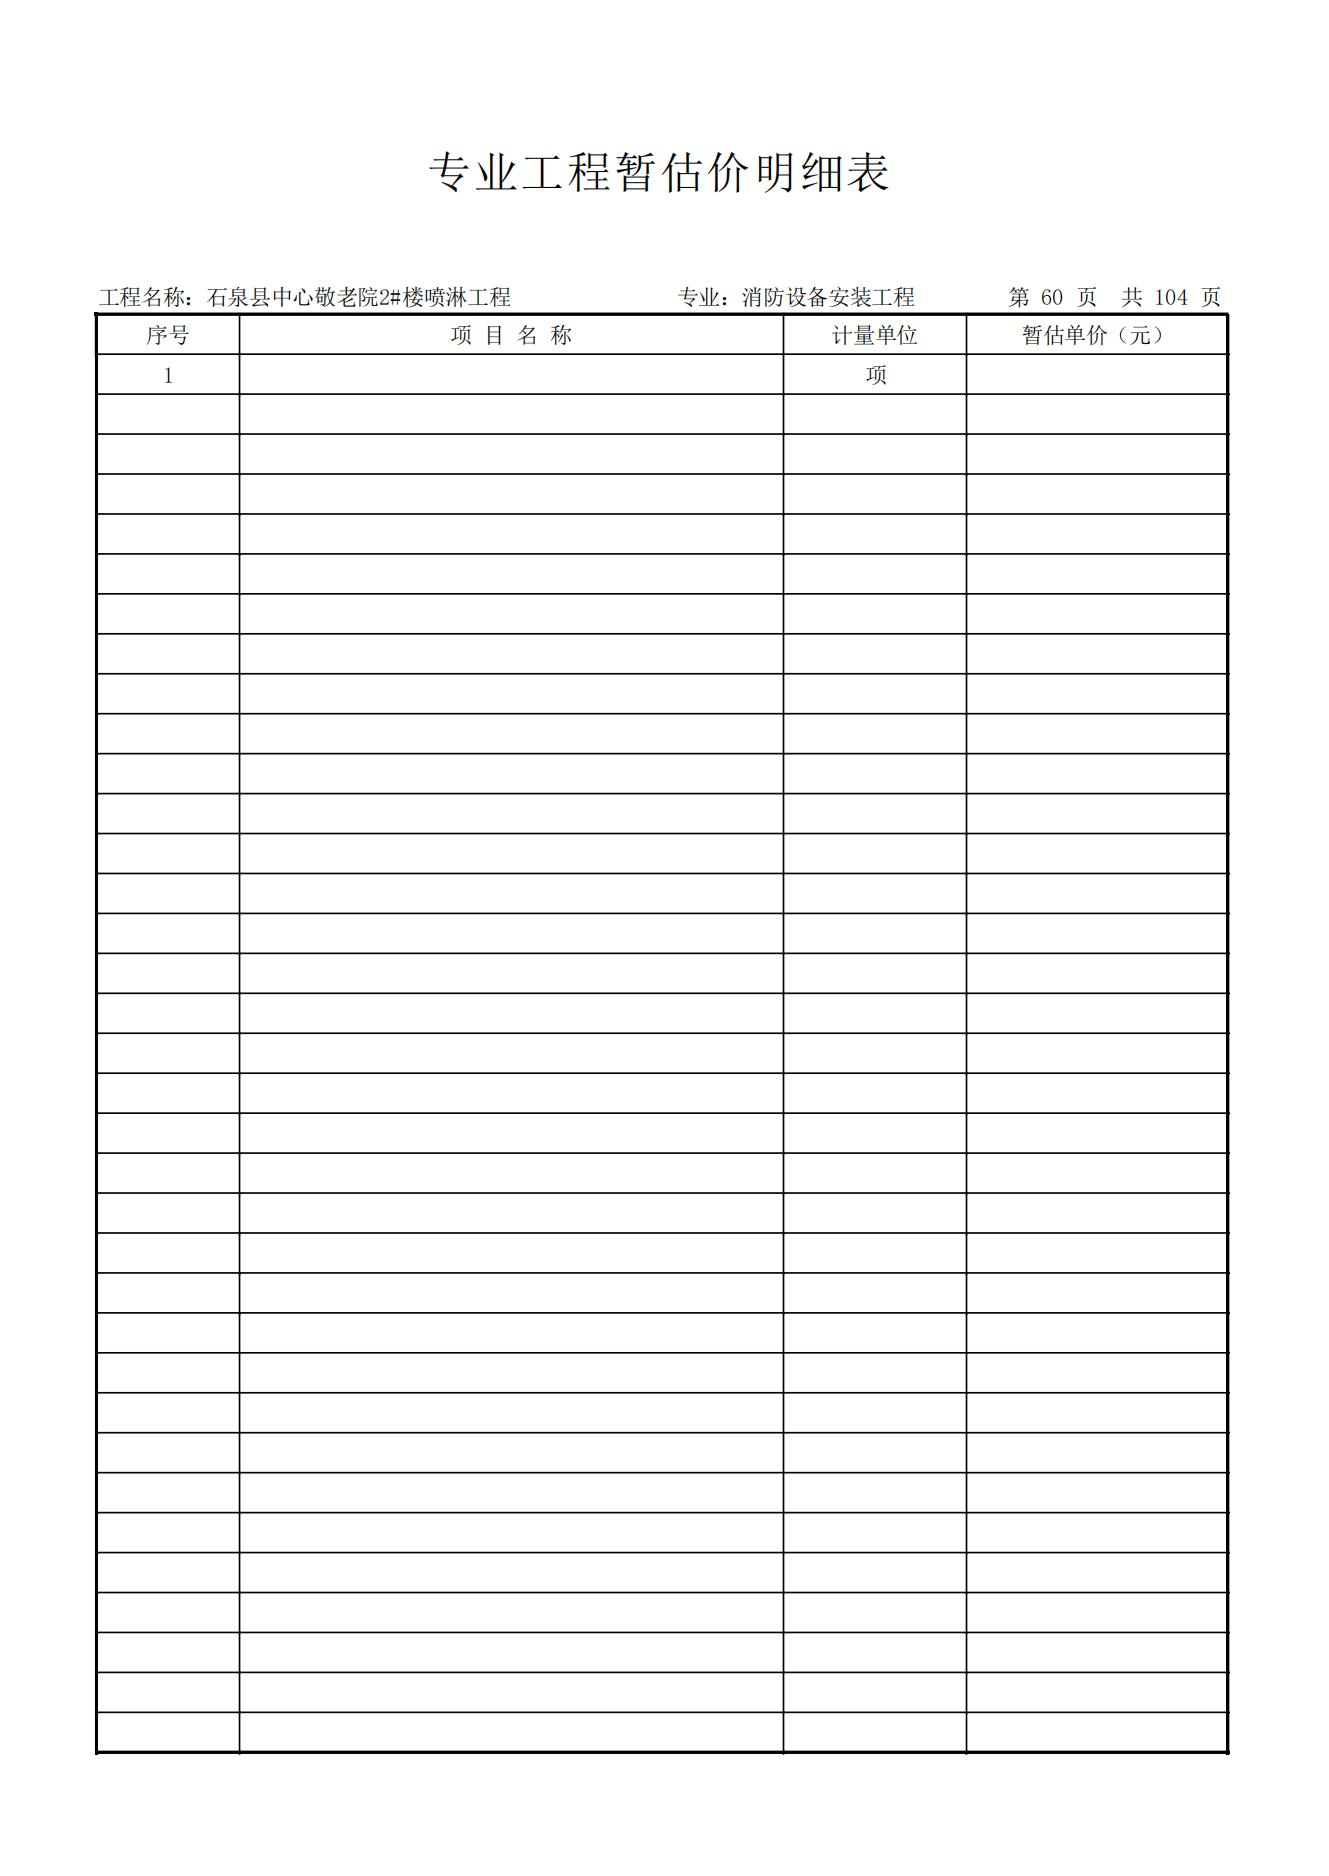 专业工程暂估价明细表
工程名称：石泉县中心敬老院2#楼喷淋工程 专业：消防设备安装工程 第 60 页 共 104 页
序号 项 目 名 称 计量单位 暂估单价（元）
1 项